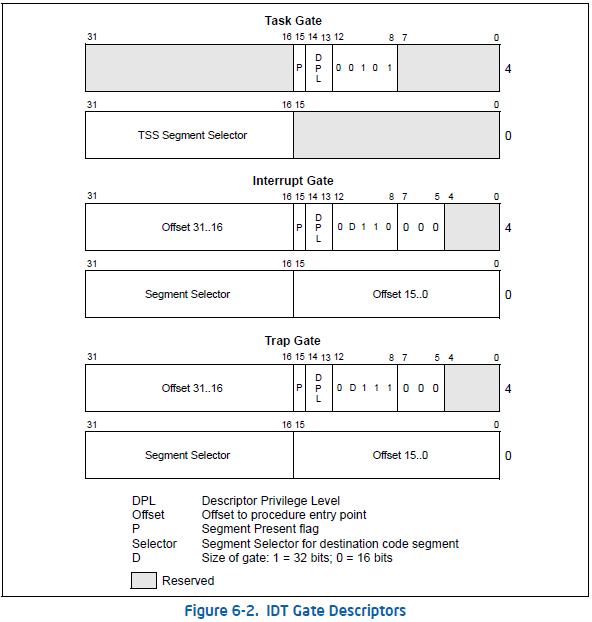 Task Gate
31 16 15 14 13 12 8 7 0
P DPL 0 0 1 0 1 4
31 16 15 0
TSS Segment Selector 0
Interrupt Gate
31 16 15 14 13 12 8 7 5 4 0
Offset 31..16 P DPL 0 D 1 1 0 0 0 0 4
31 16 15 0
Segment Selector Offset 15..0 0
Trap Gate
31 16 15 14 13 12 8 7 5 4 0
Offset 31..16 P DPL 0 D 1 1 1 0 0 0 4
31 16 15 0
Segment Selector Offset 15..0 0
DPL Descriptor Privilege Level
Offset Offset to procedure entry point
P Segment Present flag
Selector Segment Selector for destination code segment
D Size of gate: 1 = 32 bits; 0 = 16 bits
Reserved
Figure 6-2. IDT Gate Descriptors